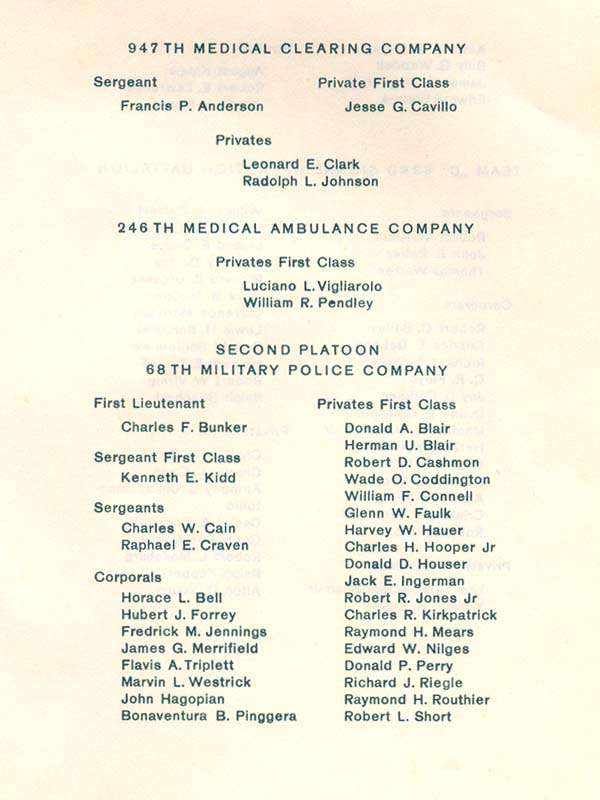 947TH MEDICAL CLEARING COMPANY
Sergeant
Francis P. Anderson
Private First Class
Jesse G. Cavillo
Privates
Leonard E. Clark
Radolph L. Johnson
246TH MEDICAL AMBULANCE COMPANY
Privates First Class
Luciano L. Vigliarolo
William R. Pendley
SECOND PLATOON
68TH MILITARY POLICE COMPANY
First Lieutenant
Charles F. Bunker
Sergeant First Class
Kenneth E. Kidd
Sergeants
Charles W. Cain
Raphael E. Craven
Corporals
Horace L. Bell
Hubert J. Forrey
Fredrick M. Jennings
James G. Merrifield
Flavis A. Triplett
Marvin L. Westrick
John Hagopian
Bonaventura B. Pinggera
Privates First Class
Donald A. Blair
Herman U. Blair
Robert D. Cashmon
Wade O. Coddington
William F. Connell
Glenn W. Faulk
Harvey W. Hauer
Charles H. Hooper Jr
Donald D. Houser
Jack E. Ingerman
Robert R. Jones Jr
Charles R. Kirkpatrick
Raymond H. Mears
Edward W. Nilges
Donald P. Perry
Richard J. Riegle
Raymond H. Routhier
Robert L. Short